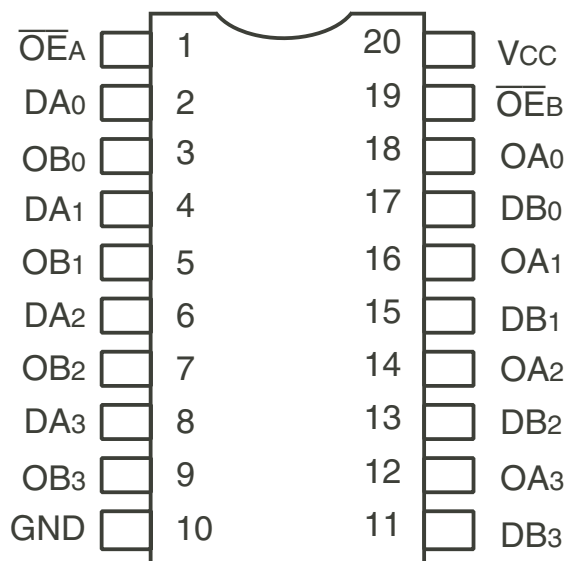 O̅E̅A 1 20 VCC
DA0 2 19 O̅E̅B
OB0 3 18 OA0
DA1 4 17 DB0
OB1 5 16 OA1
DA2 6 15 DB1
OB2 7 14 OA2
DA3 8 13 DB2
OB3 9 12 OA3
GND 10 11 DB3